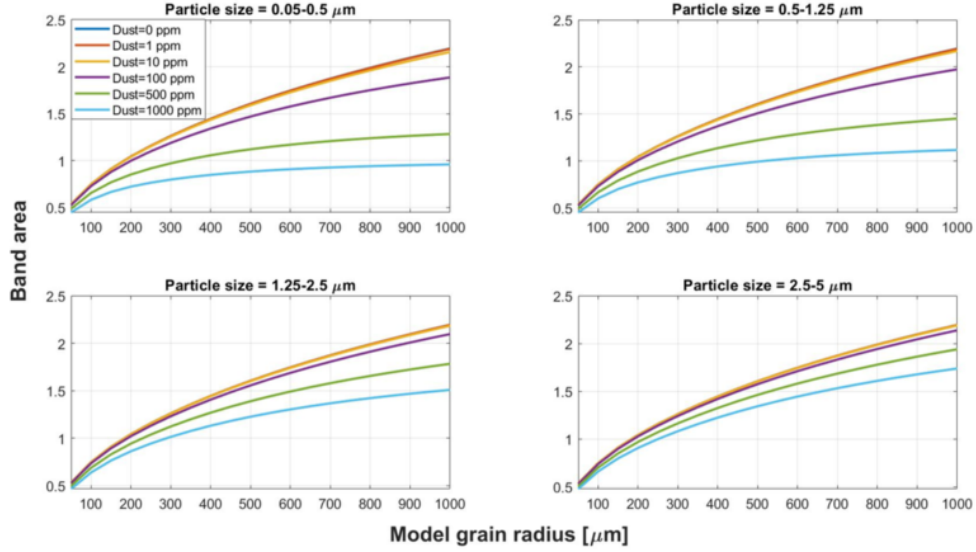 Particle size = 0.05-0.5 μm
2.5
2
1.5
1
0.5
Dust=0 ppm
Dust=1 ppm
Dust=10 ppm
Dust=100 ppm
Dust=500 ppm
Dust=1000 ppm
100 200 300 400 500 600 700 800 900 1000
Particle size = 0.5-1.25 μm
2.5
2
1.5
1
0.5
100 200 300 400 500 600 700 800 900 1000
Band area
Particle size = 1.25-2.5 μm
2.5
2
1.5
1
0.5
100 200 300 400 500 600 700 800 900 1000
Particle size = 2.5-5 μm
2.5
2
1.5
1
0.5
100 200 300 400 500 600 700 800 900 1000
Model grain radius [μm]